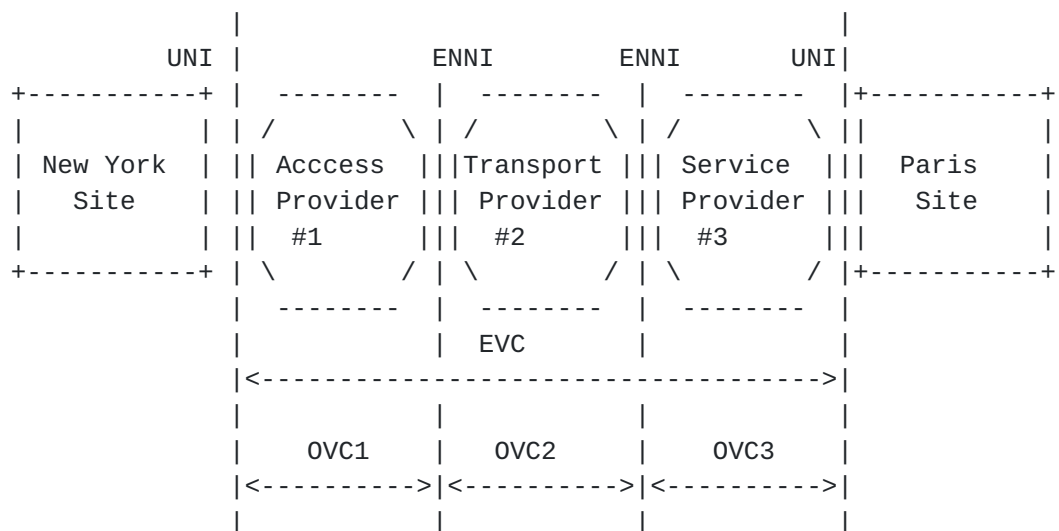 UNI ENNI ENNI UNI
New York Acccess Transport Service Paris
Site Provider Provider Provider Site
#1 #2 #3
EVC
OVC1 OVC2 OVC3